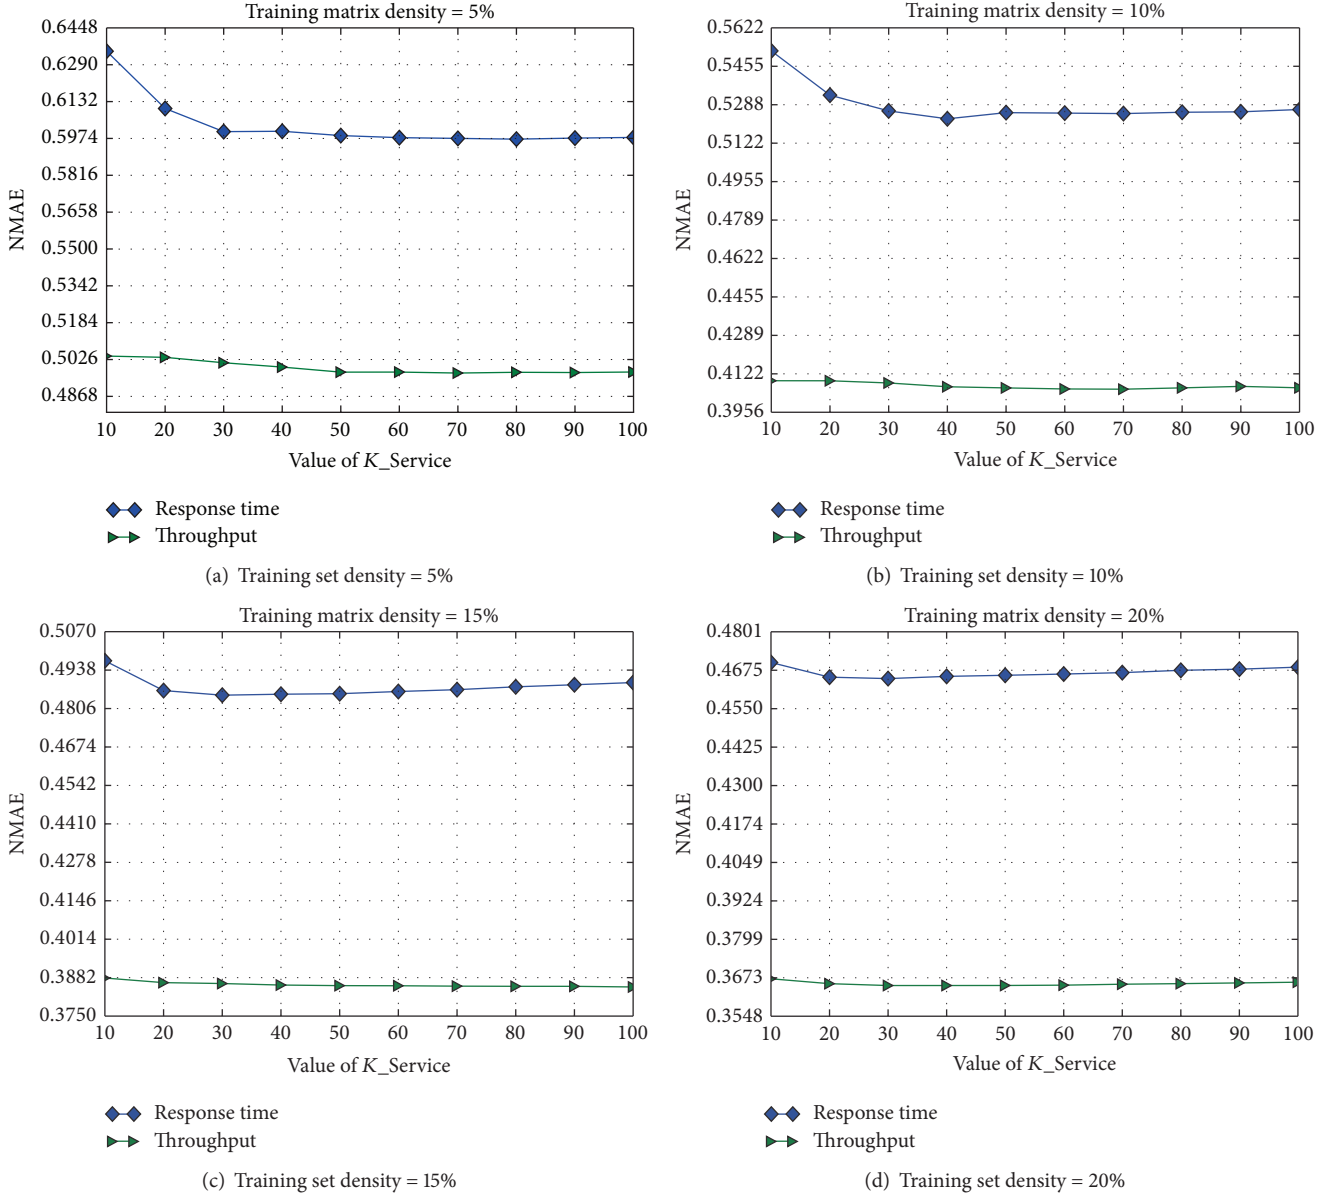 Training matrix density = 5%
0.6448
0.6290
0.6132
0.5974
0.5816
0.5658
0.5500
0.5342
0.5184
0.5026
0.4868
NMAE
10 20 30 40 50 60 70 80 90 100
Value of K_Service
Response time
Throughput
(a) Training set density = 5%
Training matrix density = 10%
0.5622
0.5455
0.5288
0.5122
0.4955
0.4789
0.4622
0.4455
0.4289
0.4122
0.3956
NMAE
10 20 30 40 50 60 70 80 90 100
Value of K_Service
Response time
Throughput
(b) Training set density = 10%
Training matrix density = 15%
0.5070
0.4938
0.4806
0.4674
0.4542
0.4410
0.4278
0.4146
0.4014
0.3882
0.3750
NMAE
10 20 30 40 50 60 70 80 90 100
Value of K_Service
Response time
Throughput
(c) Training set density = 15%
Training matrix density = 20%
0.4801
0.4675
0.4550
0.4425
0.4300
0.4174
0.4049
0.3924
0.3799
0.3673
0.3548
NMAE
10 20 30 40 50 60 70 80 90 100
Value of K_Service
Response time
Throughput
(d) Training set density = 20%